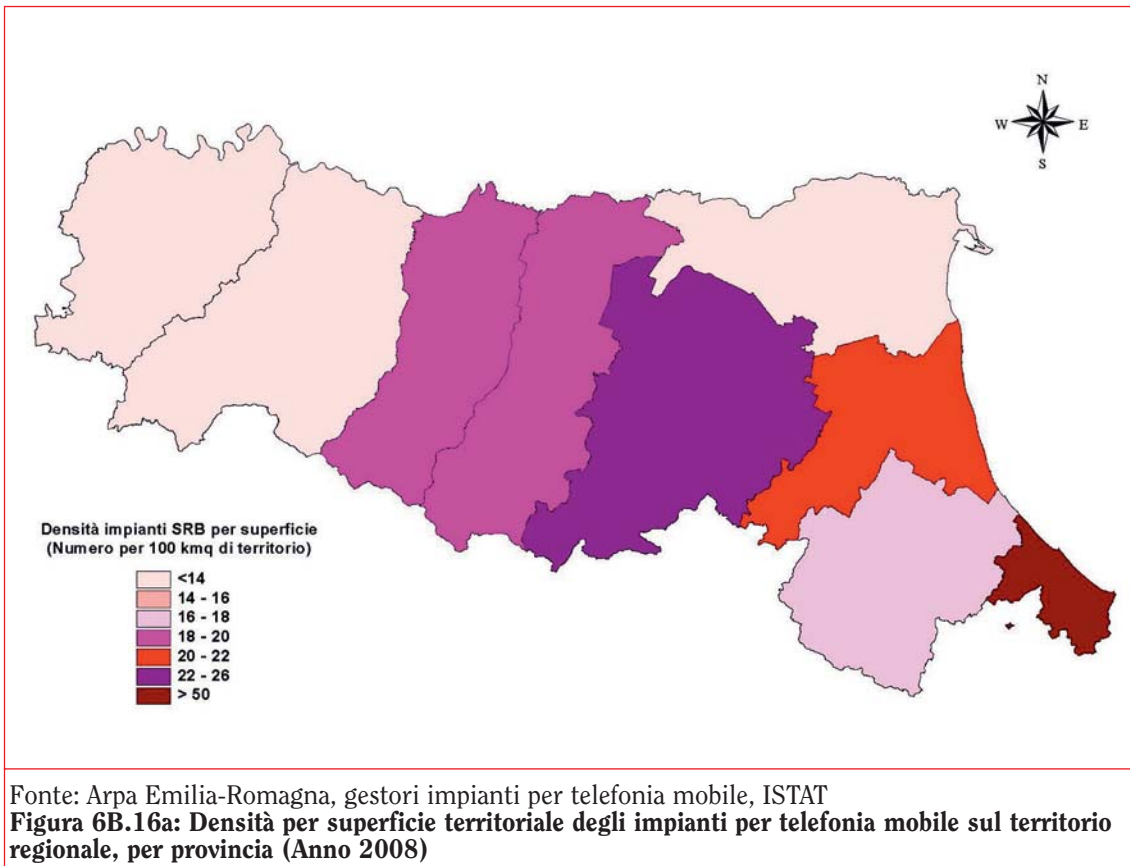 N
W E
S
Densità impianti SRB per superficie
(Numero per 100 kmq di territorio)
<14
14 - 16
16 - 18
18 - 20
20 - 22
22 - 26
> 50
Fonte: Arpa Emilia-Romagna, gestori impianti per telefonia mobile, ISTAT
Figura 6B.16a: Densità per superficie territoriale degli impianti per telefonia mobile sul territorio
regionale, per provincia (Anno 2008)